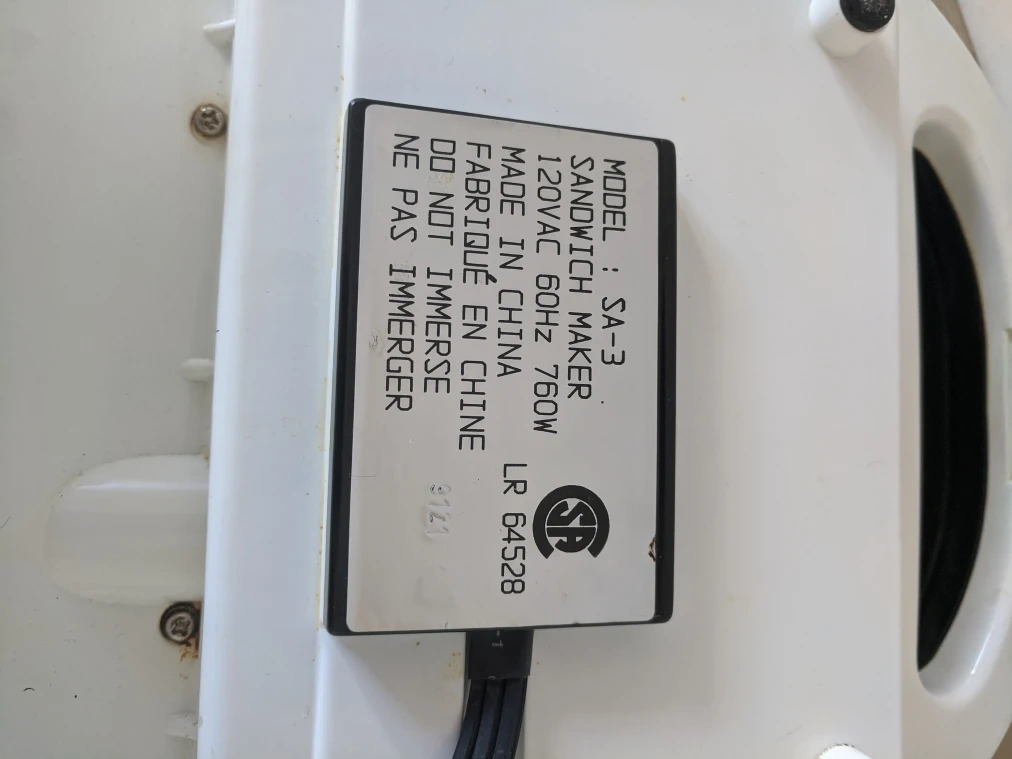 MODEL : SA-3
SANDWICH MAKER
120VAC 60Hz 760W
MADE IN CHINA
FABRIQUÉ EN CHINE
DO NOT IMMERSE
NE PAS IMMERGER
SA
LR 64528
9121